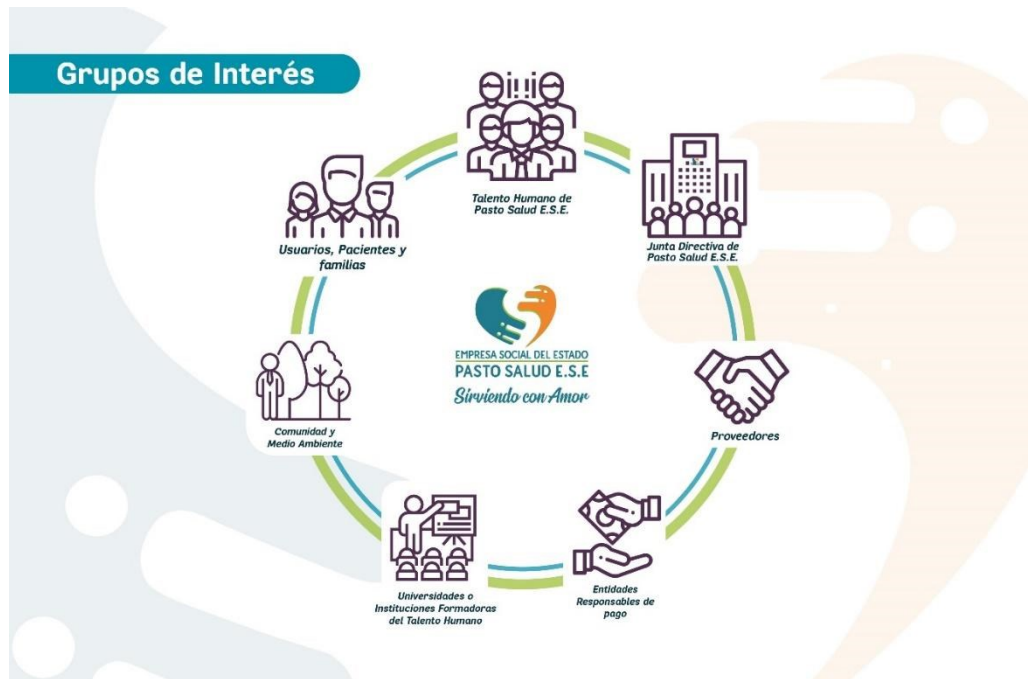 Grupos de Interés
Talento Humano de
Pasto Salud E.S.E.
Junta Directiva de
Pasto Salud E.S.E.
Proveedores
Entidades
Responsables de
pago
Universidades o
Instituciones Formadoras
del Talento Humano
Comunidad y
Medio Ambiente
Usuarios, Pacientes y
familias
EMPRESA SOCIAL DEL ESTADO
PASTO SALUD E.S.E
Sirviendo con Amor